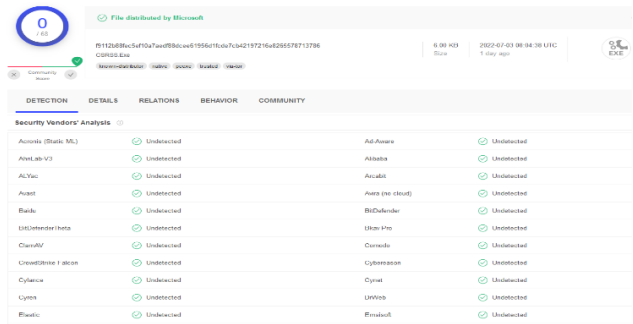 0
/ 68
Community
Score
File distributed by Microsoft
CSRSS.Exe
known-distributor native peexe trusted via-tor
6.00 KB
Size
2022-07-03 08:04:30 UTC
1 day ago
EXE
DETECTION DETAILS RELATIONS BEHAVIOR COMMUNITY
Security Vendors' Analysis
Acronis (Static ML) Undetected Ad-Aware Undetected
AhnLab-V3 Undetected Alibaba Undetected
ALYac Undetected Arcabit Undetected
Avast Undetected Avira (no cloud) Undetected
Baidu Undetected BitDefender Undetected
BitDefenderTheta Undetected Bkav Pro Undetected
ClamAV Undetected Comodo Undetected
CrowdStrike Falcon Undetected Cybereason Undetected
Cylance Undetected Cynet Undetected
Cyren Undetected DrWeb Undetected
Elastic Undetected Emsisoft Undetected